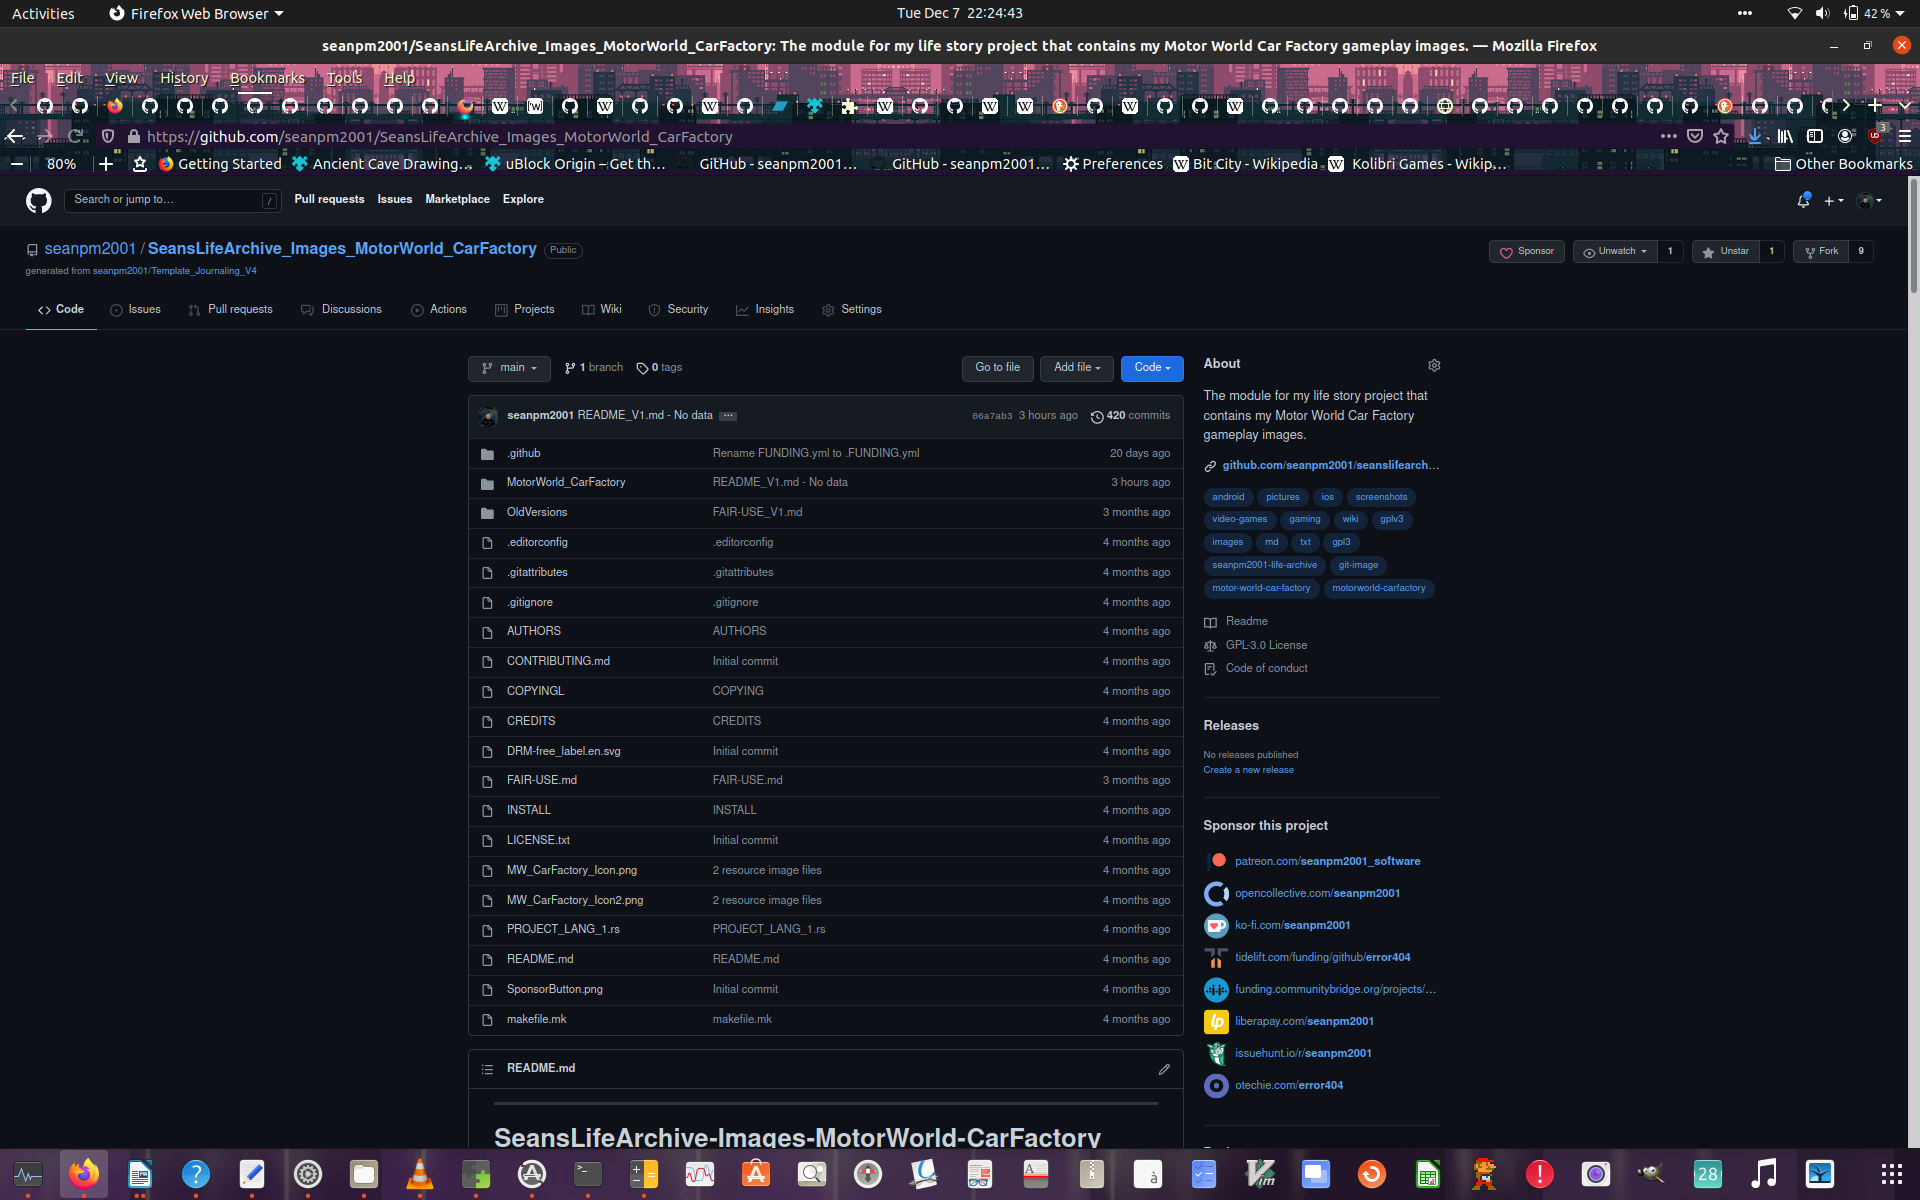 Activities
Firefox Web Browser
Tue Dec 7 22:24:43
42 %
seanpm2001/SeansLifeArchive_Images_MotorWorld_CarFactory: The module for my life story project that contains my Motor World Car Factory gameplay images. — Mozilla Firefox
File Edit View History Bookmarks Tools Help
https://github.com/seanpm2001/SeansLifeArchive_Images_MotorWorld_CarFactory
3
80%
Getting Started
Ancient Cave Drawing…
uBlock Origin – Get th…
GitHub - seanpm2001…
GitHub - seanpm2001…
Preferences
Bit City - Wikipedia
Kolibri Games - Wikip…
Other Bookmarks
Search or jump to…
/
Pull requests Issues Marketplace Explore
seanpm2001 / SeansLifeArchive_Images_MotorWorld_CarFactory Public
generated from seanpm2001/Template_Journaling_V4
Sponsor
Unwatch 1
Unstar 1
Fork 9
Code
Issues
Pull requests
Discussions
Actions
Projects
Wiki
Security
Insights
Settings
main
1 branch
0 tags
Go to file
Add file
Code
seanpm2001 README_V1.md - No data ... 06a7ab3 3 hours ago 420 commits
.github Rename FUNDING.yml to .FUNDING.yml 20 days ago
MotorWorld_CarFactory README_V1.md - No data 3 hours ago
OldVersions FAIR-USE_V1.md 3 months ago
.editorconfig .editorconfig 4 months ago
.gitattributes .gitattributes 4 months ago
.gitignore .gitignore 4 months ago
AUTHORS AUTHORS 4 months ago
CONTRIBUTING.md Initial commit 4 months ago
COPYINGL COPYING 4 months ago
CREDITS CREDITS 4 months ago
DRM-free_label.en.svg Initial commit 4 months ago
FAIR-USE.md FAIR-USE.md 3 months ago
INSTALL INSTALL 4 months ago
LICENSE.txt Initial commit 4 months ago
MW_CarFactory_Icon.png 2 resource image files 4 months ago
MW_CarFactory_Icon2.png 2 resource image files 4 months ago
PROJECT_LANG_1.rs PROJECT_LANG_1.rs 4 months ago
README.md README.md 4 months ago
SponsorButton.png Initial commit 4 months ago
makefile.mk makefile.mk 4 months ago
README.md
SeansLifeArchive-Images-MotorWorld-CarFactory
About
The module for my life story project that
contains my Motor World Car Factory
gameplay images.
github.com/seanpm2001/seanslifearch...
android pictures ios screenshots
video-games gaming wiki gplv3
images md txt gpl3
seanpm2001-life-archive git-image
motor-world-car-factory motorworld-carfactory
Readme
GPL-3.0 License
Code of conduct
Releases
No releases published
Create a new release
Sponsor this project
patreon.com/seanpm2001_software
opencollective.com/seanpm2001
ko-fi.com/seanpm2001
tidelift.com/funding/github/error404
funding.communitybridge.org/projects/...
liberapay.com/seanpm2001
issuehunt.io/r/seanpm2001
otechie.com/error404
28